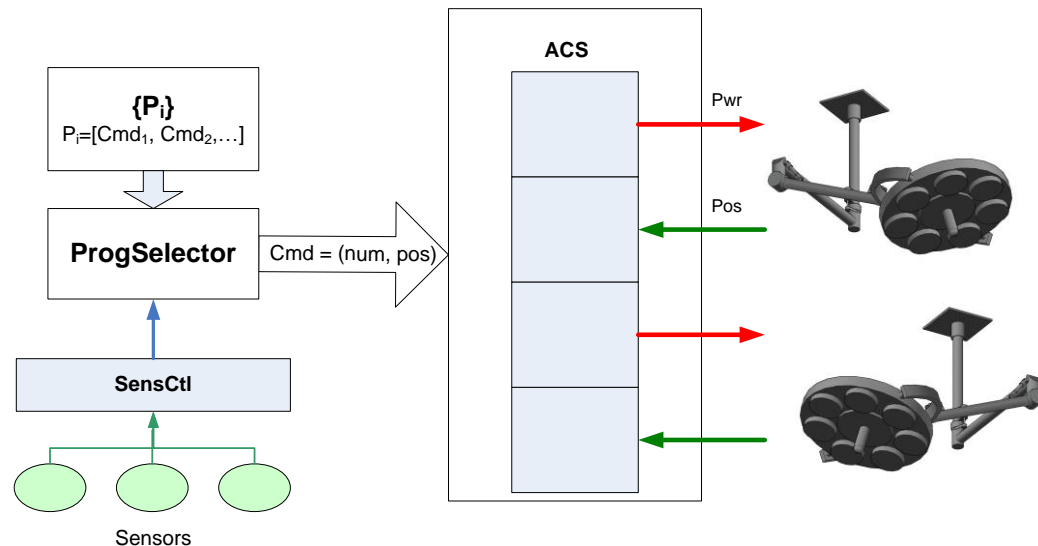 {Pi}
Pi=[Cmd1, Cmd2,…]
ProgSelector
SensCtl
Sensors
Cmd = (num, pos)
ACS
Pwr
Pos